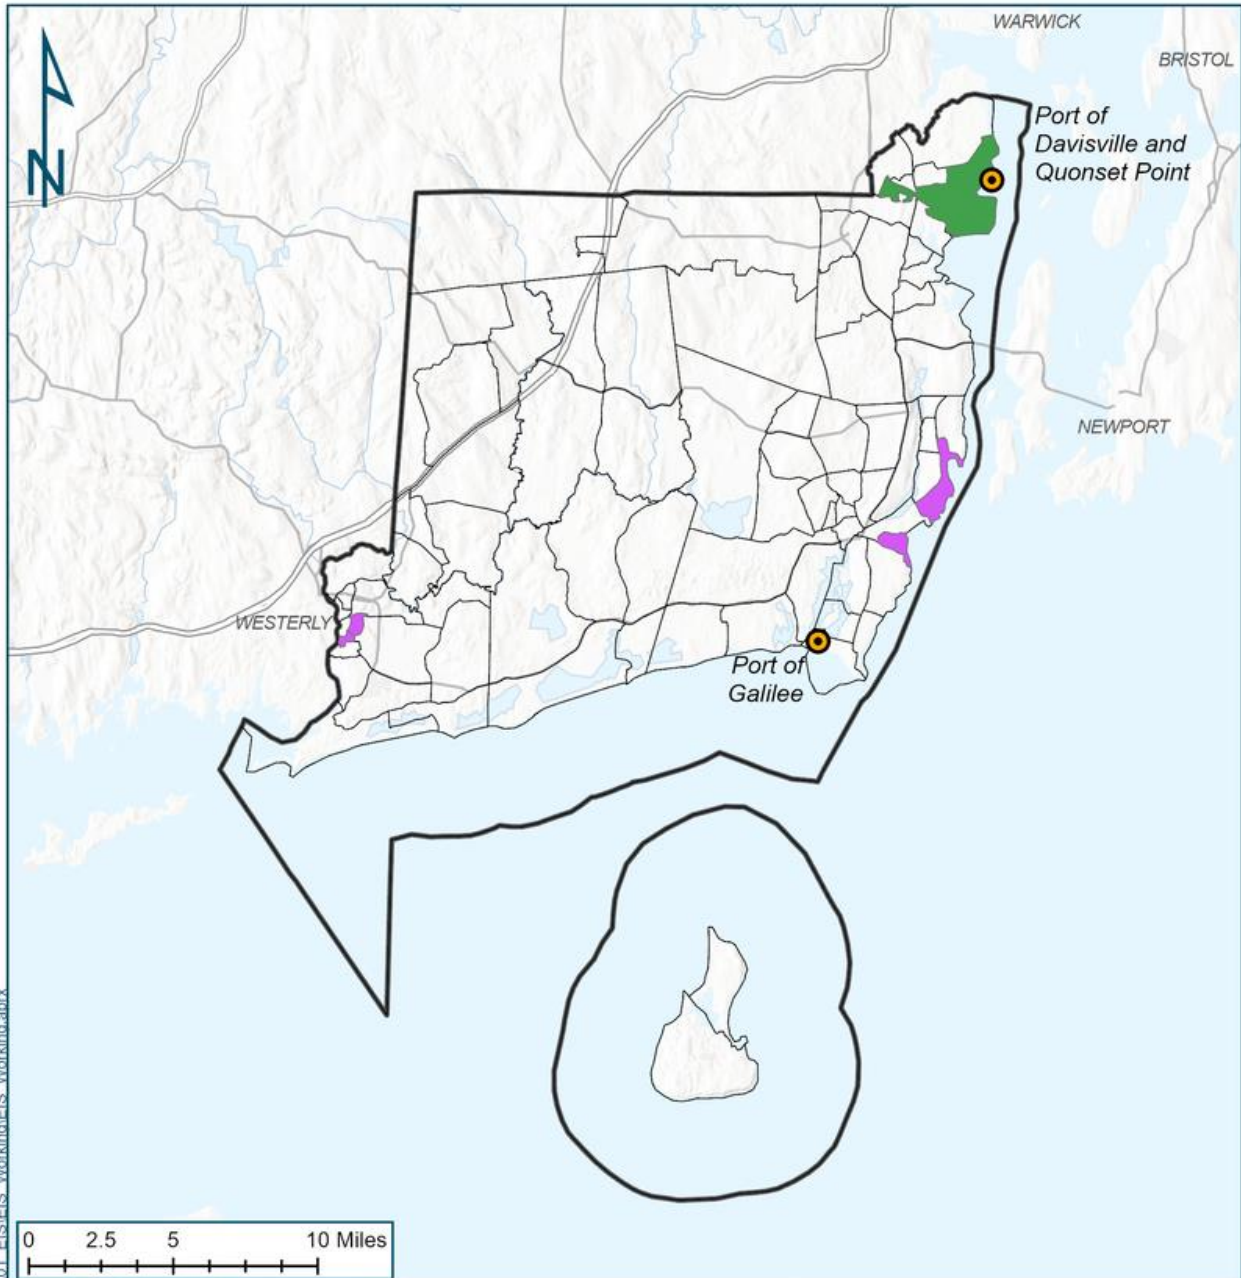 WARWICK
BRISTOL
Port of
Davisville and
Quonset Point
N
NEWPORT
WESTERLY
Port of
Galilee
0 2.5 5 10 Miles